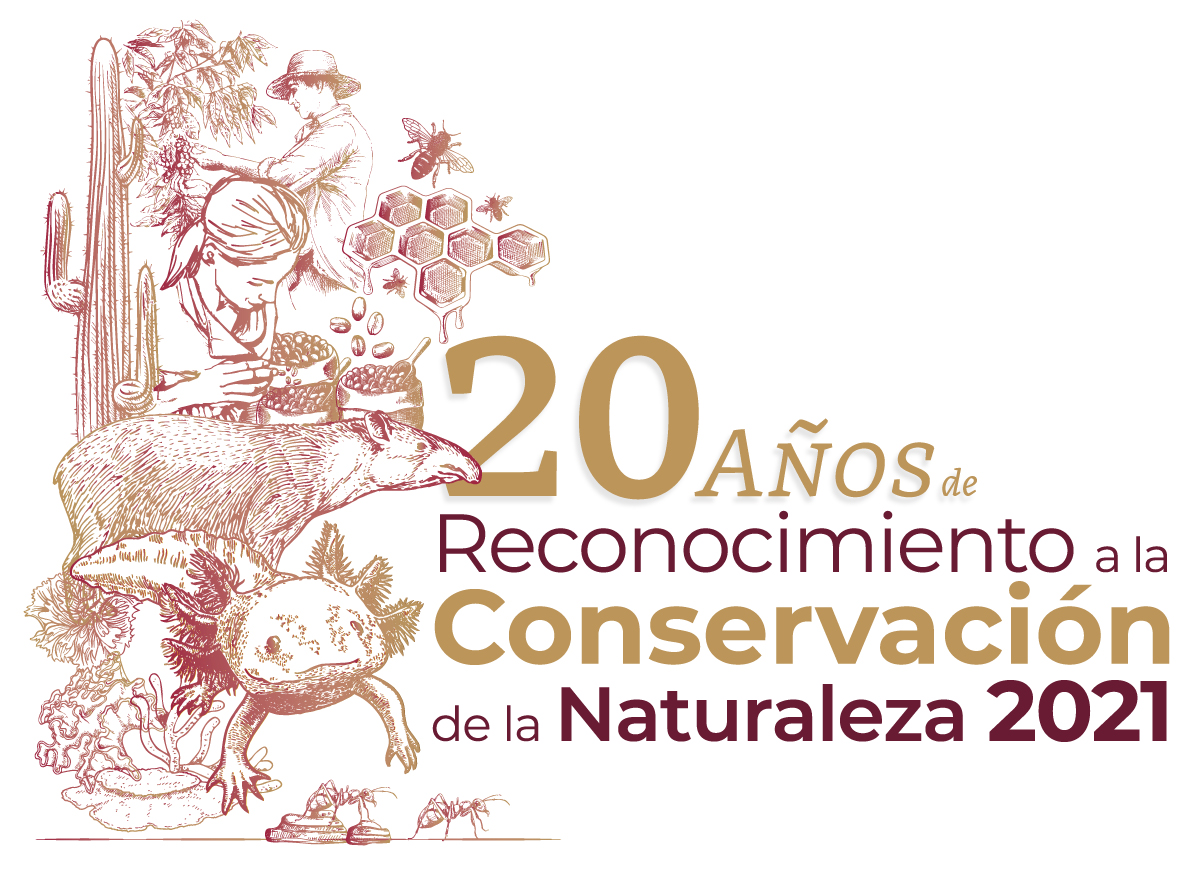 20 AÑOS de
Reconocimiento a la
Conservación
de la Naturaleza 2021